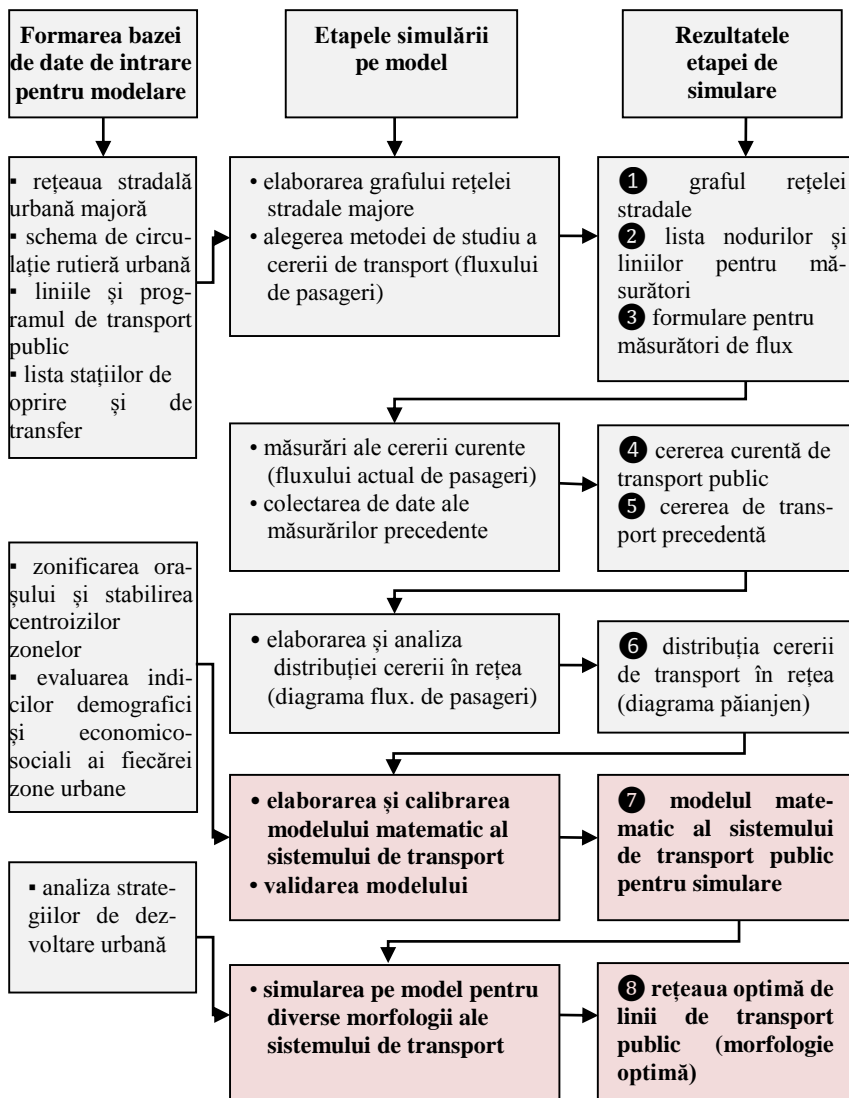 Formarea bazei
de date de intrare
pentru modelare
Etapele simulării
pe model
Rezultatele
etapei de
simulare
▪ rețeaua stradală
urbană majoră
▪ schema de circu-
lație rutieră urbană
▪ liniile și prog-
ramul de transport
public
▪ lista stațiilor de
oprire și de
transfer
• elaborarea grafului rețelei
stradale majore
• alegerea metodei de studiu a
cererii de transport (fluxului
de pasageri)
❶ graful rețelei
stradale
❷ lista nodurilor și
liniilor pentru mă-
surători
❸ formulare pentru
măsurători de flux
• măsurări ale cererii curente
(fluxului actual de pasageri)
• colectarea de date ale
măsurărilor precedente
❹ cererea curentă de
transport public
❺ cererea de trans-
port precedentă
▪ zonificarea ora-
șului și stabilirea
centroizilor
zonelor
▪ evaluarea indi-
cilor demografici
și economico-
sociali ai fiecărei
zone urbane
• elaborarea și analiza
distribuției cererii în rețea
(diagrama flux. de pasageri)
❻ distribuția cererii
de transport în rețea
(diagrama păianjen)
• elaborarea și calibrarea
modelului matematic al
sistemului de transport
• validarea modelului
❼ modelul mate-
matic al sistemului
de transport public
pentru simulare
▪ analiza strate-
giilor de dez-
voltare urbană
• simularea pe model pentru
diverse morfologii ale
sistemului de transport
❽ rețeaua optimă de
linii de transport
public (morfologie
optimă)